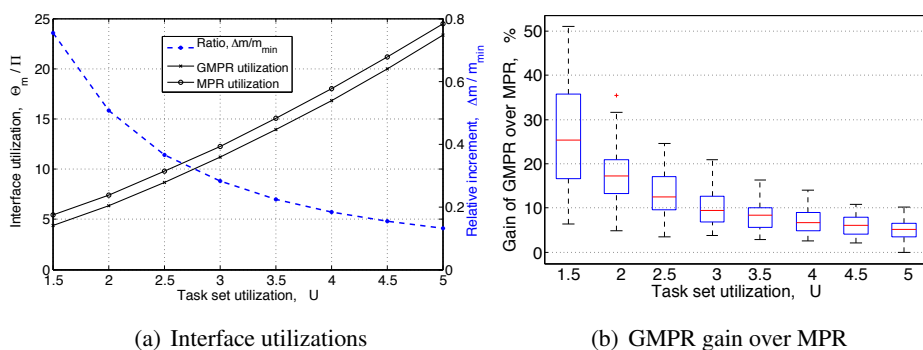 25
20
15
10
5
0
Interface utilization, Θm / Π
Ratio, Δm/mmin
GMPR utilization
MPR utilization
0.8
0.6
0.4
0.2
0
Relative increment, Δm / mmin
1.5 2 2.5 3 3.5 4 4.5 5
Task set utilization, U
(a) Interface utilizations
50
40
30
20
10
0
Gain of GMPR over MPR, %
1.5 2 2.5 3 3.5 4 4.5 5
Task set utilization, U
(b) GMPR gain over MPR